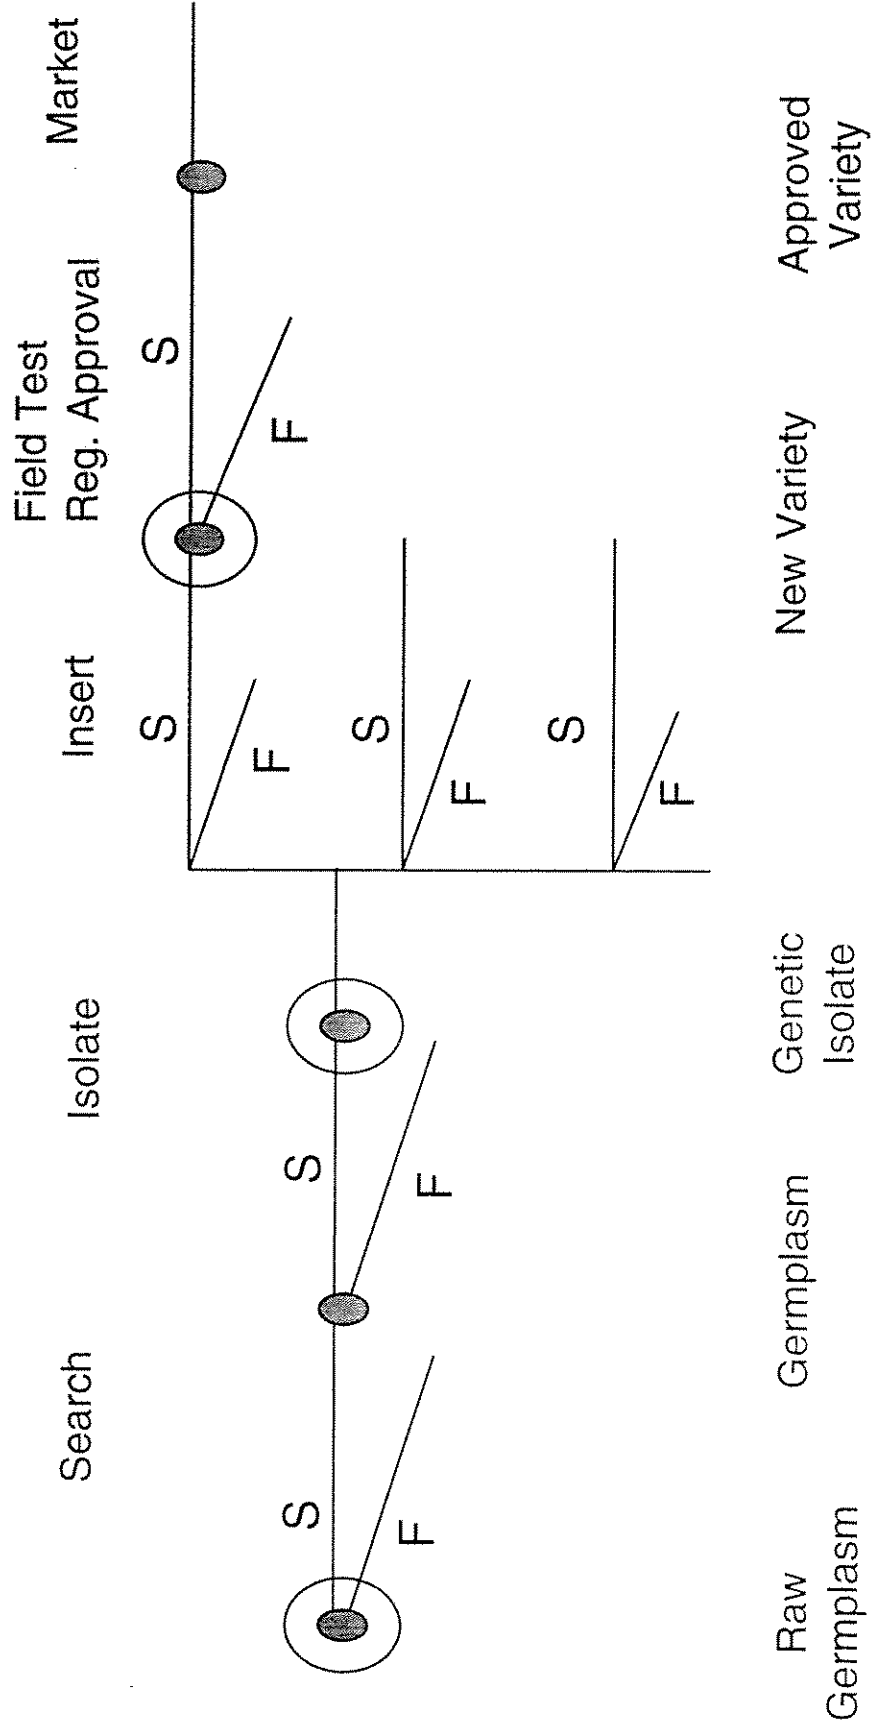 Search
Isolate
Insert
Field Test
Reg. Approval
Market
S
F
S
F
S
F
S
F
S
F
S
F
S
F
Raw
Germplasm
Germplasm
Genetic
Isolate
New Variety
Approved
Variety